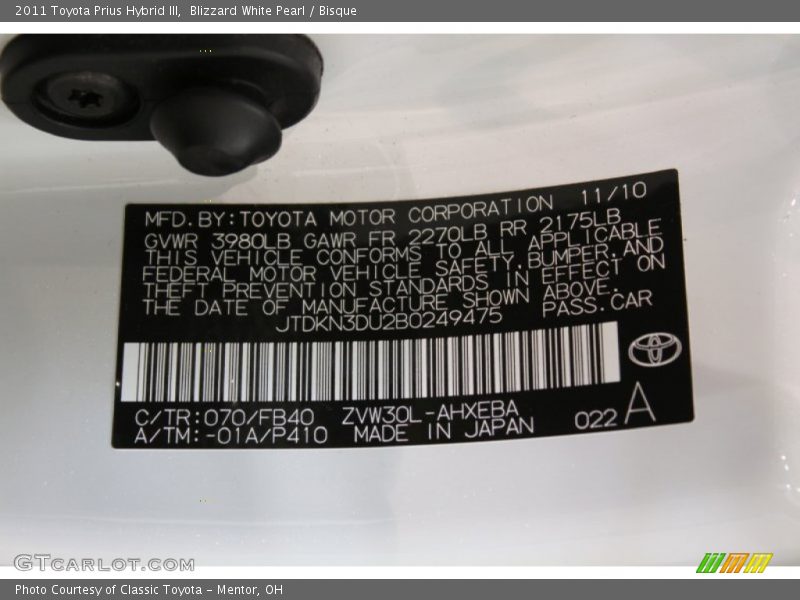 2011 Toyota Prius Hybrid III, Blizzard White Pearl / Bisque
MFD. BY: TOYOTA MOTOR CORPORATION 11/10
GVWR 3980LB GAWR FR 2270LB RR 2175LB
THIS VEHICLE CONFORMS TO ALL APPLICABLE
FEDERAL MOTOR VEHICLE SAFETY, BUMPER, AND
THEFT PREVENTION STANDARDS IN EFFECT ON
THE DATE OF MANUFACTURE SHOWN ABOVE.
JTDKN3DU2B0249475 PASS. CAR
C/TR: 070/FB40 ZVW30L-AHXEBA
A/TM: -01A/P410 MADE IN JAPAN 022 A
GTCARLOT.COM
Photo Courtesy of Classic Toyota - Mentor, OH